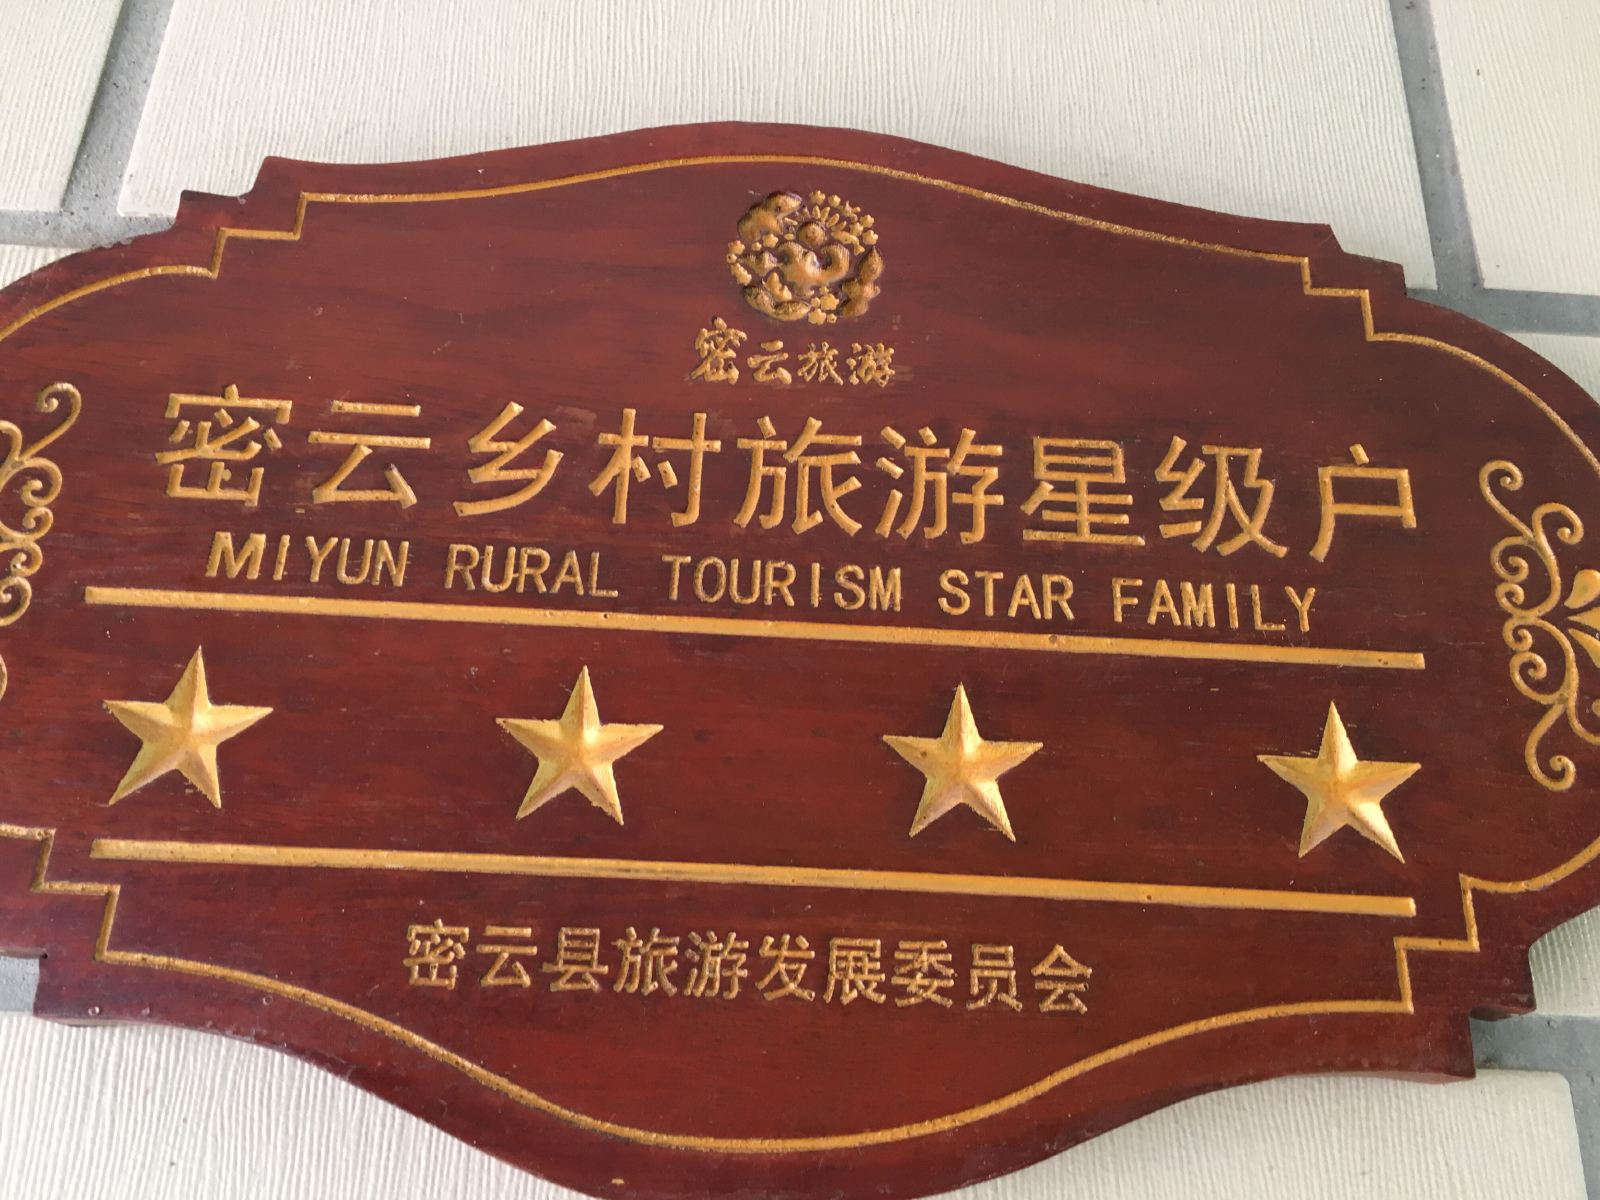 密云旅游
密云乡村旅游星级户
MIYUN RURAL TOURISM STAR FAMILY
密云县旅游发展委员会